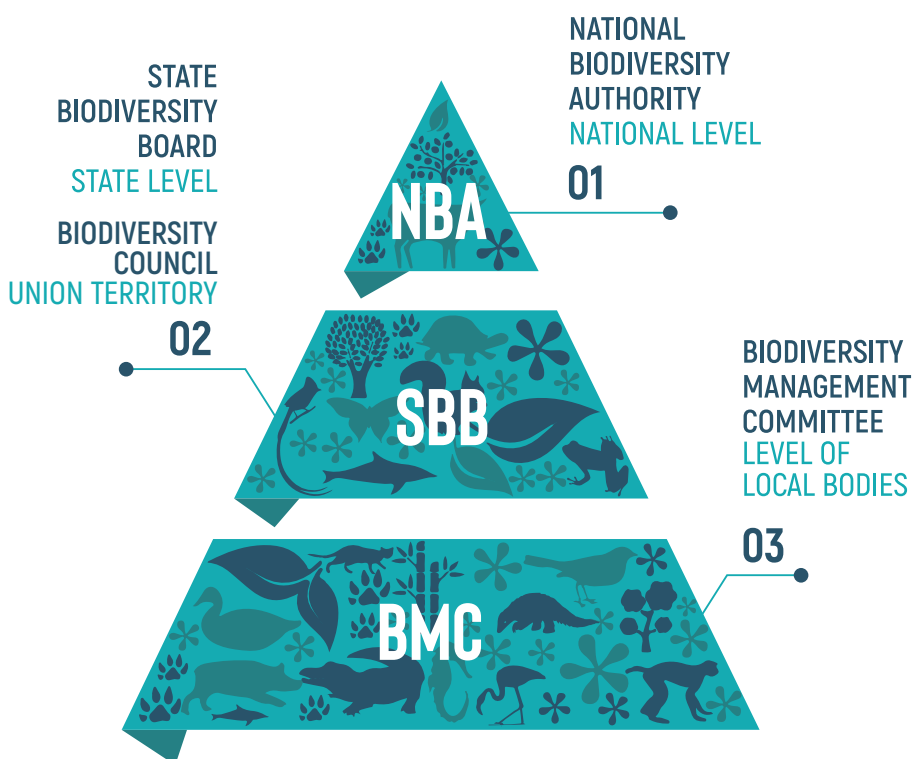 NATIONAL
BIODIVERSITY
AUTHORITY
NATIONAL LEVEL
01
NBA
STATE
BIODIVERSITY
BOARD
STATE LEVEL
BIODIVERSITY
COUNCIL
UNION TERRITORY
02
SBB
BIODIVERSITY
MANAGEMENT
COMMITTEE
LEVEL OF
LOCAL BODIES
03
BMC